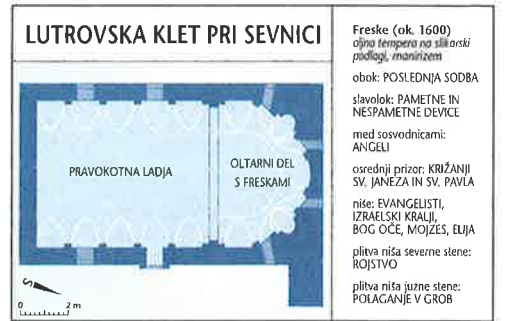 LUTROVSKA KLET PRI SEVNICI
PRAVOKOTNA LADJA
OLTARNI DEL
S FRESKAMI
S
0 2 m
Freske (ok. 1600)
oljna tempera na slikarski
podlagi, manirizem
obok: POSLEDNJA SODBA
slavolok: PAMETNE IN
NESPAMETNE DEVICE
med sosvodnicami:
ANGELI
osrednji prizor: KRIŽANJI
SV. JANEZA IN SV. PAVLA
niše: EVANGELISTI,
IZRAELSKI KRALJI,
BOG OČE, MOJZES, ELIJA
plitva niša severne stene:
ROJSTVO
plitva niša južne stene:
POLAGANJE V GROB